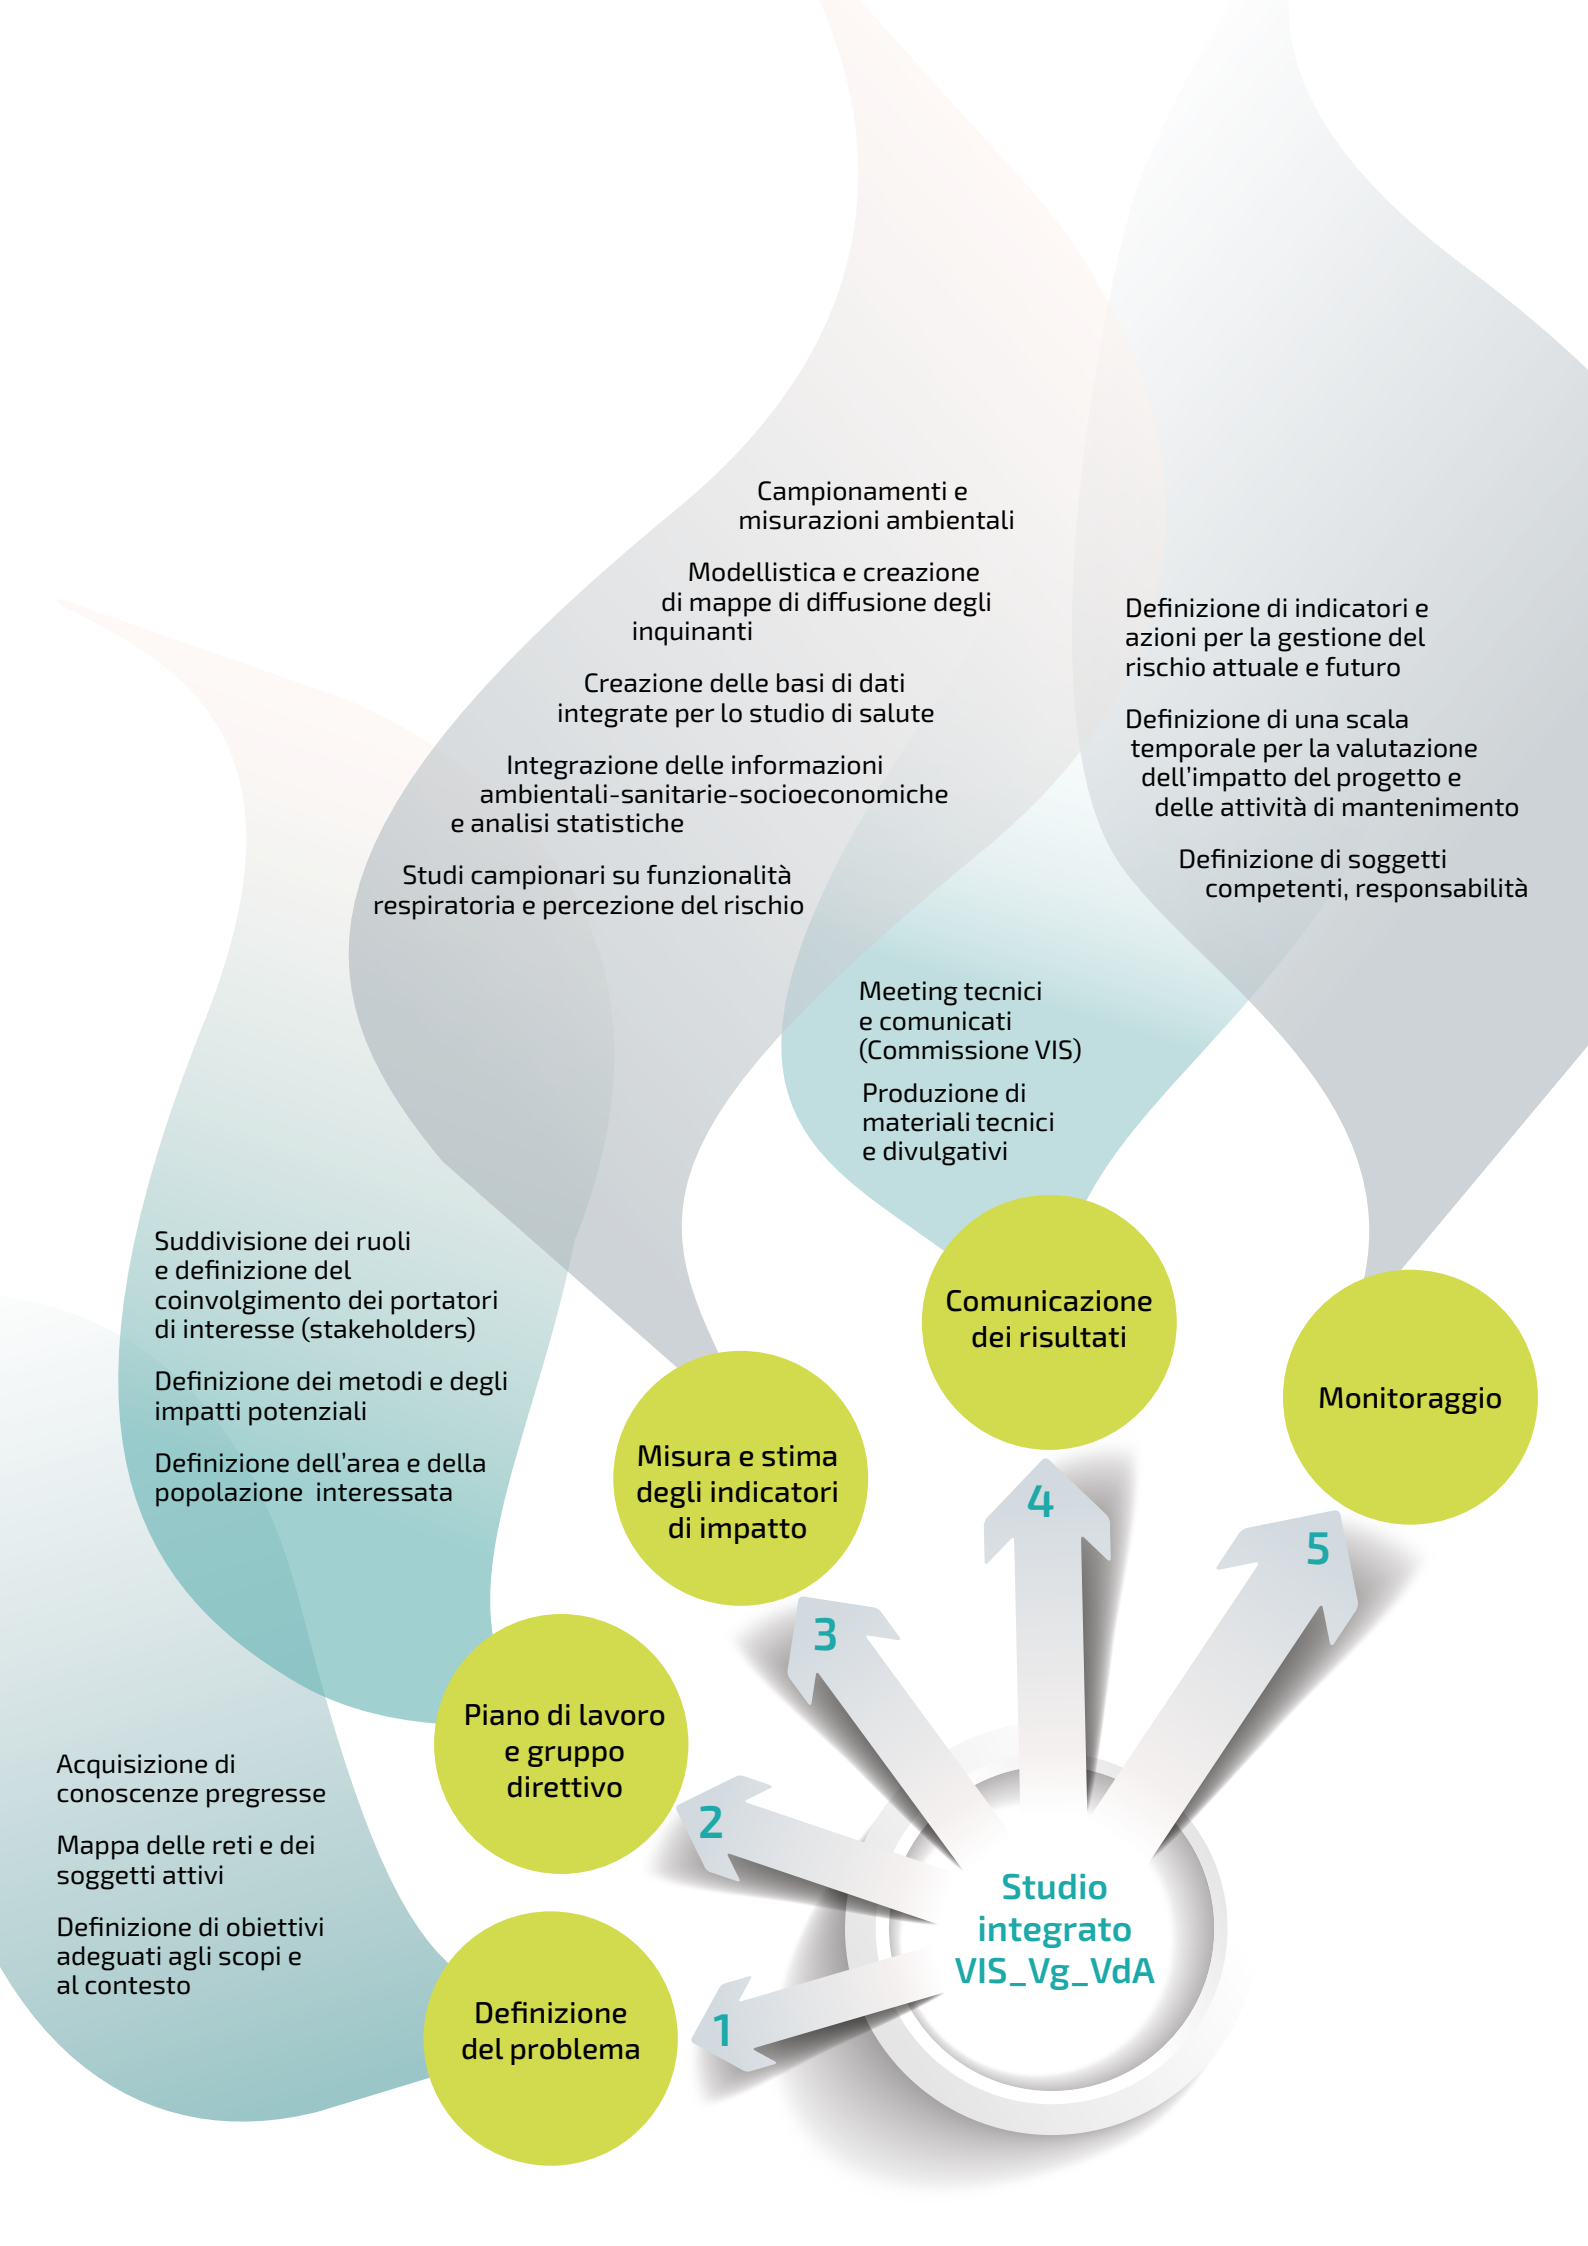 Campionamenti e
misurazioni ambientali
Modellistica e creazione
di mappe di diffusione degli
inquinanti
Creazione delle basi di dati
integrate per lo studio di salute
Integrazione delle informazioni
ambientali-sanitarie-socioeconomiche
e analisi statistiche
Studi campionari su funzionalità
respiratoria e percezione del rischio
Definizione di indicatori e
azioni per la gestione del
rischio attuale e futuro
Definizione di una scala
temporale per la valutazione
dell’impatto del progetto e
delle attività di mantenimento
Definizione di soggetti
competenti, responsabilità
Meeting tecnici
e comunicati
(Commissione VIS)
Produzione di
materiali tecnici
e divulgativi
Suddivisione dei ruoli
e definizione del
coinvolgimento dei portatori
di interesse (stakeholders)
Definizione dei metodi e degli
impatti potenziali
Definizione dell’area e della
popolazione interessata
Comunicazione
dei risultati
Monitoraggio
Misura e stima
degli indicatori
di impatto
4
5
3
Piano di lavoro
e gruppo
direttivo
2
Acquisizione di
conoscenze pregresse
Mappa delle reti e dei
soggetti attivi
Definizione di obiettivi
adeguati agli scopi e
al contesto
Studio
integrato
VIS_Vg_VdA
Definizione
del problema
1